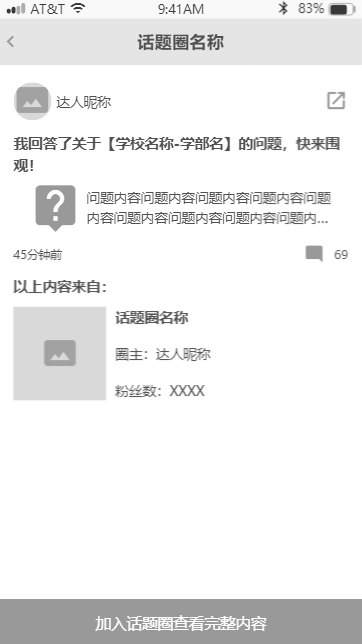 AT&T 9:41AM 83%
话题圈名称
达人昵称
我回答了关于【学校名称-学部名】的问题，快来围
观！
问题内容问题内容问题内容问题内容问题
内容问题内容问题内容问题内容问题内...
45分钟前 69
以上内容来自：
话题圈名称
圈主：达人昵称
粉丝数：XXXX
加入话题圈查看完整内容